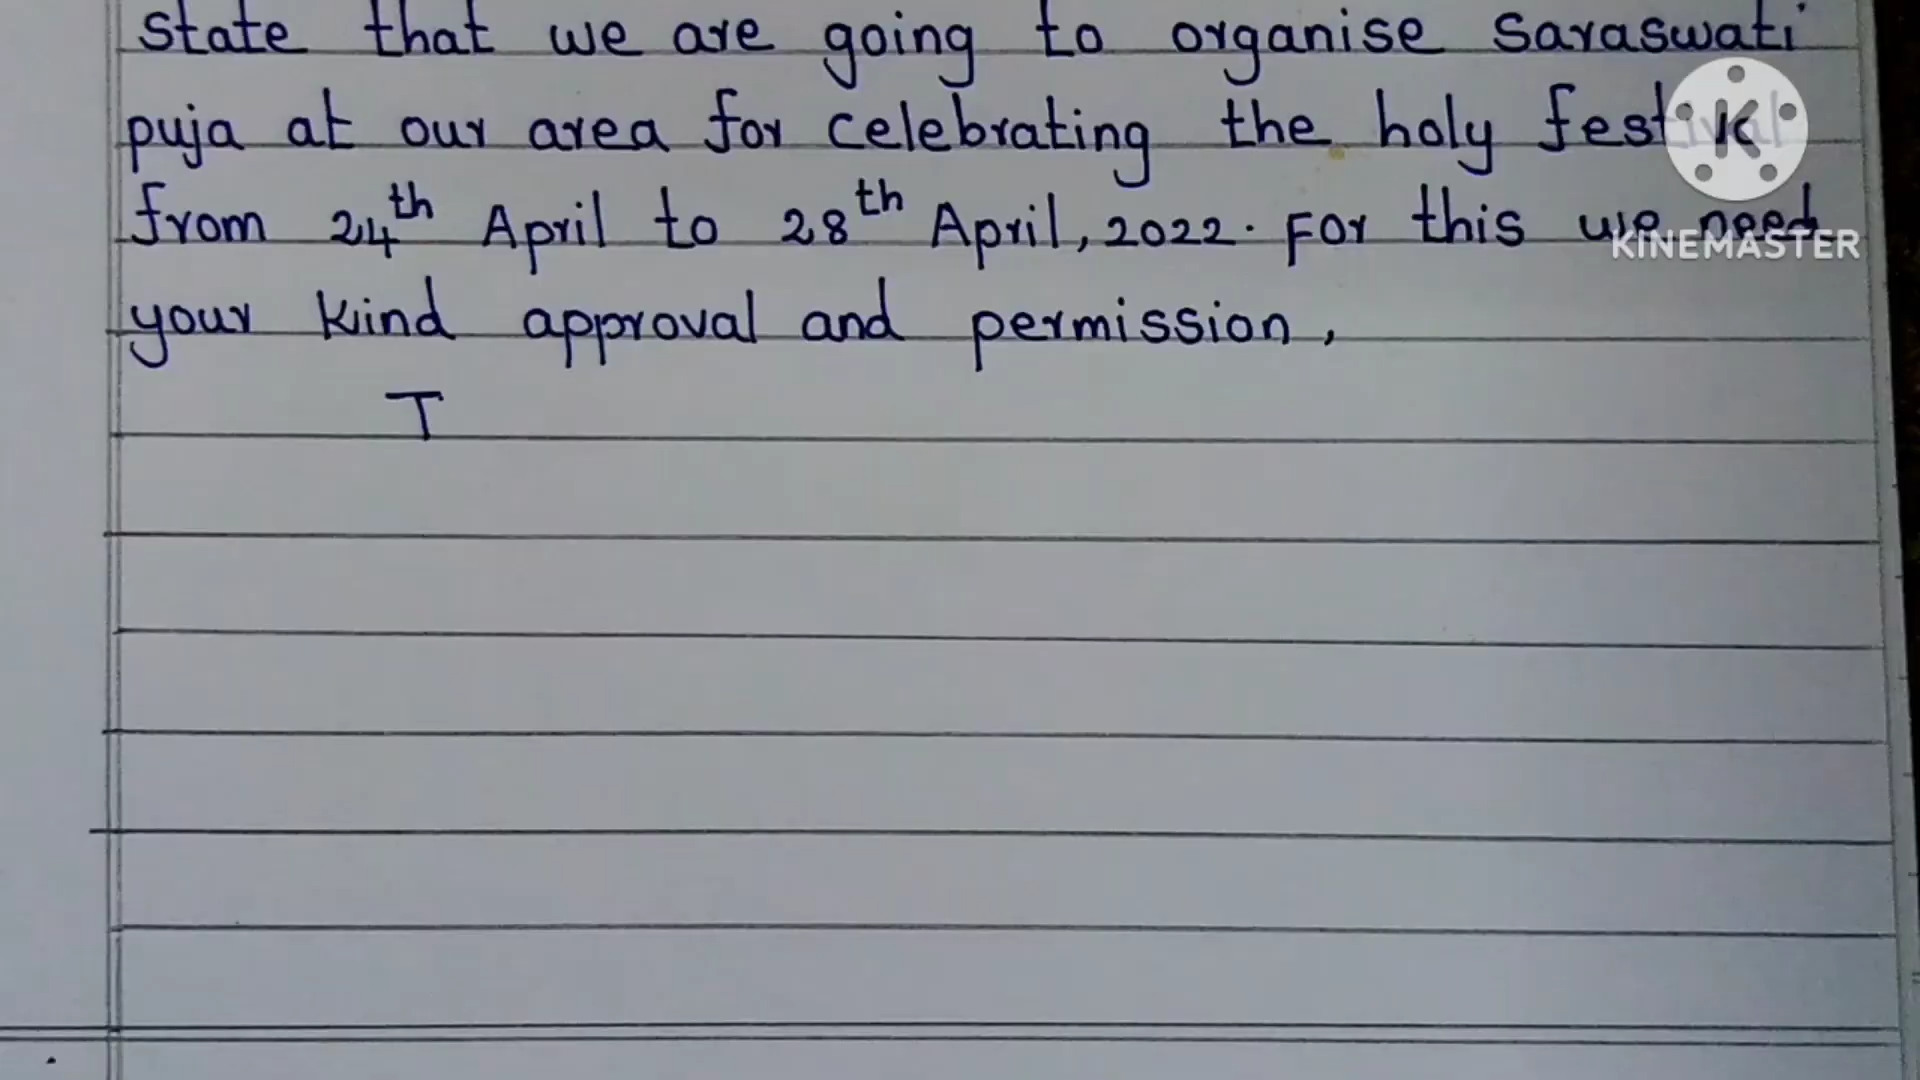 state that we are going to organise Saraswati
puja at our area for celebrating the holy festival
from 24th April to 28th April, 2022. For this we need
KINEMASTER
your kind approval and permission,
T